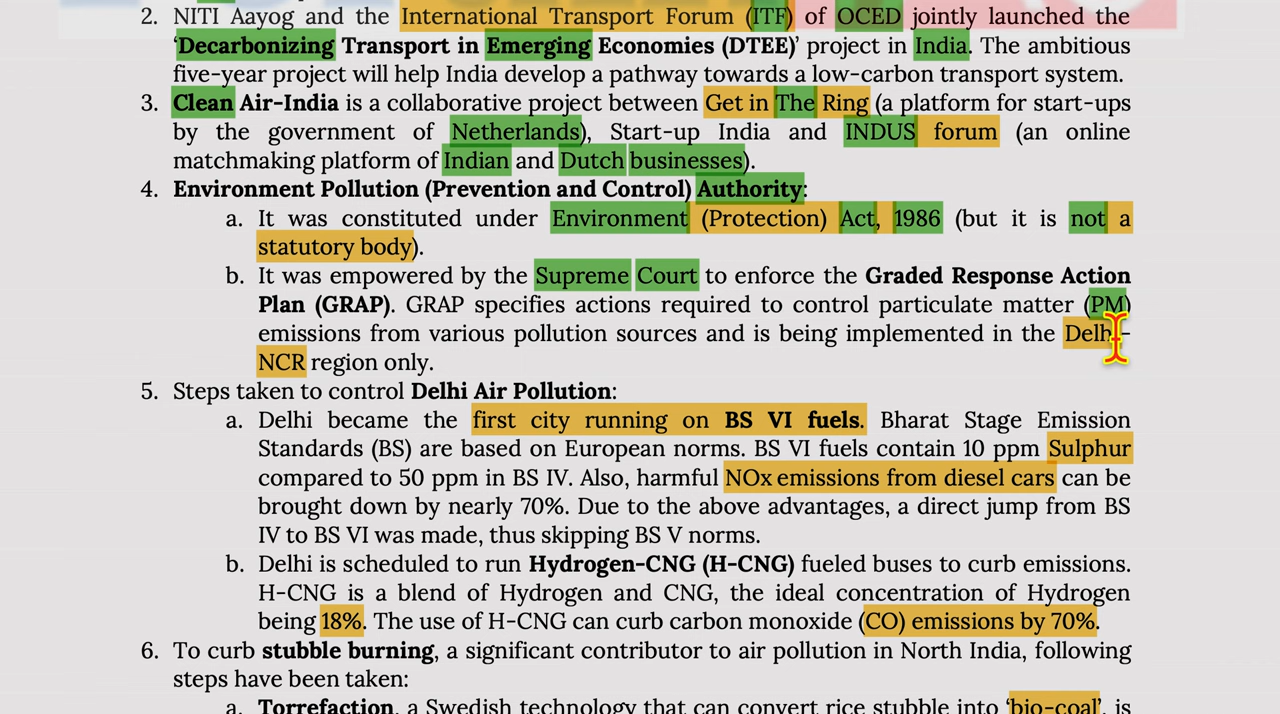 2. NITI Aayog and the International Transport Forum (ITF) of OCED jointly launched the
'Decarbonizing Transport in Emerging Economies (DTEE)' project in India. The ambitious
five-year project will help India develop a pathway towards a low-carbon transport system.
3. Clean Air-India is a collaborative project between Get in The Ring (a platform for start-ups
by the government of Netherlands), Start-up India and INDUS forum (an online
matchmaking platform of Indian and Dutch businesses).
4. Environment Pollution (Prevention and Control) Authority:
a. It was constituted under Environment (Protection) Act, 1986 (but it is not a
statutory body).
b. It was empowered by the Supreme Court to enforce the Graded Response Action
Plan (GRAP). GRAP specifies actions required to control particulate matter (PM)
emissions from various pollution sources and is being implemented in the Delhi-
NCR region only.
5. Steps taken to control Delhi Air Pollution:
a. Delhi became the first city running on BS VI fuels. Bharat Stage Emission
Standards (BS) are based on European norms. BS VI fuels contain 10 ppm Sulphur
compared to 50 ppm in BS IV. Also, harmful NOx emissions from diesel cars can be
brought down by nearly 70%. Due to the above advantages, a direct jump from BS
IV to BS VI was made, thus skipping BS V norms.
b. Delhi is scheduled to run Hydrogen-CNG (H-CNG) fueled buses to curb emissions.
H-CNG is a blend of Hydrogen and CNG, the ideal concentration of Hydrogen
being 18%. The use of H-CNG can curb carbon monoxide (CO) emissions by 70%.
6. To curb stubble burning, a significant contributor to air pollution in North India, following
steps have been taken:
a. Torrefaction, a Swedish technology that can convert rice stubble into 'bio-coal', is